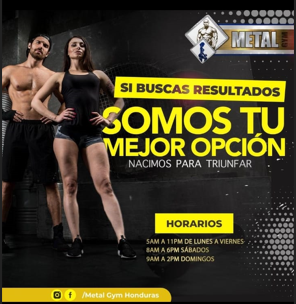 METAL GYM
SI BUSCAS RESULTADOS
SOMOS TU
MEJOR OPCIÓN
NACIMOS PARA TRIUNFAR
HORARIOS
5AM A 11PM DE LUNES A VIERNES
8AM A 6PM SÁBADOS
9AM A 2PM DOMINGOS
/Metal Gym Honduras